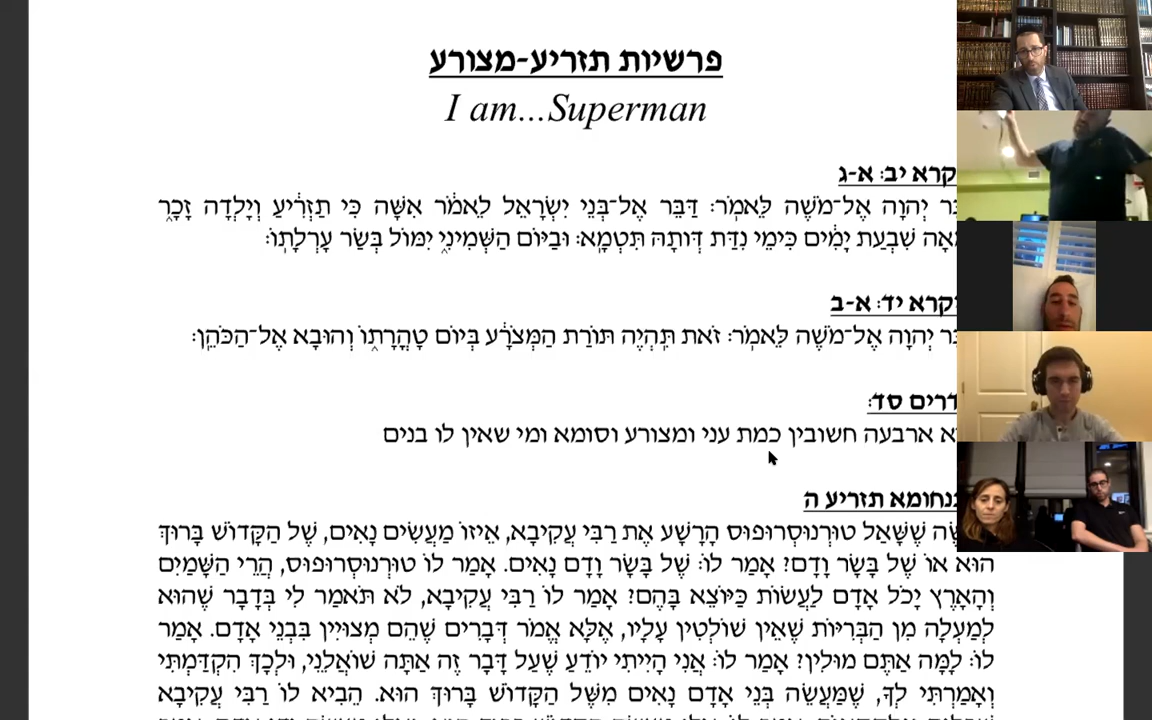 פרשיות תזריע-מצורע
I am...Superman
קרא יב: א-ג
יְהוָה אֶל־מֹשֶׁה לֵּאמֹר: דַּבֵּר אֶל־בְּנֵי יִשְׂרָאֵל לֵאמֹר אִשָּׁה כִּי תַזְרִיעַ וְיָלְדָה זָכָר
שִׁבְעַת יָמִים כִּימֵי נִדַּת דְּותָהּ תִּטְמָא: וּבַיּוֹם הַשְּׁמִינִי יִמּוֹל בְּשַׂר עָרְלָתוֹ:
קרא יד: א-ב
יְהוָה אֶל־מֹשֶׁה לֵּאמֹר: זֹאת תִּהְיֶה תּוֹרַת הַמְּצֹרָע בְּיוֹם טָהֳרָתוֹ וְהוּבָא אֶל־הַכֹּהֵן:
דרים סד:
ארבעה חשובין כמת עני ומצורע וסומא ומי שאין לו בנים
נחומא תזריע ה
שֶׁשָּׁאַל טוּרְנוּסְרוּפוּס הָרָשָׁע אֶת רַבִּי עֲקִיבָא, אֵיזוֹ מַעֲשִׂים נָאִים, שֶׁל הַקָּדוֹשׁ בָּרוּךְ
הוּא אוֹ שֶׁל בָּשָׂר וָדָם? אָמַר לוֹ: שֶׁל בָּשָׂר וָדָם נָאִים. אָמַר לוֹ טוּרְנוּסְרוּפוּס, הֲרֵי הַשָּׁמַיִם
וְהָאָרֶץ יָכֹל אָדָם לַעֲשׂוֹת כַּיּוֹצֵא בָּהֶם? אָמַר לוֹ רַבִּי עֲקִיבָא, לֹא תֹּאמַר לִי בְּדָבָר שֶׁהוּא
לְמַעְלָה מִן הַבְּרִיּוֹת שֶׁאֵין שׁוֹלְטִין עָלָיו, אֶלָּא אֱמֹר דְּבָרִים שֶׁהֵם מְצוּיִין בִּבְנֵי אָדָם. אָמַר
לוֹ: לָמָּה אַתֶּם מוּלִין? אָמַר לוֹ: אֲנִי הָיִיתִי יוֹדֵעַ שֶׁעַל דָּבָר זֶה אַתָּה שׁוֹאֲלֵנִי, וּלְכָךְ הִקְדַּמְתִּי
וְאָמַרְתִּי לְךָ, שֶׁמַּעֲשֶׂה בְּנֵי אָדָם נָאִים מִשֶּׁל הַקָּדוֹשׁ בָּרוּךְ הוּא. הֵבִיא לוֹ רַבִּי עֲקִיבָא